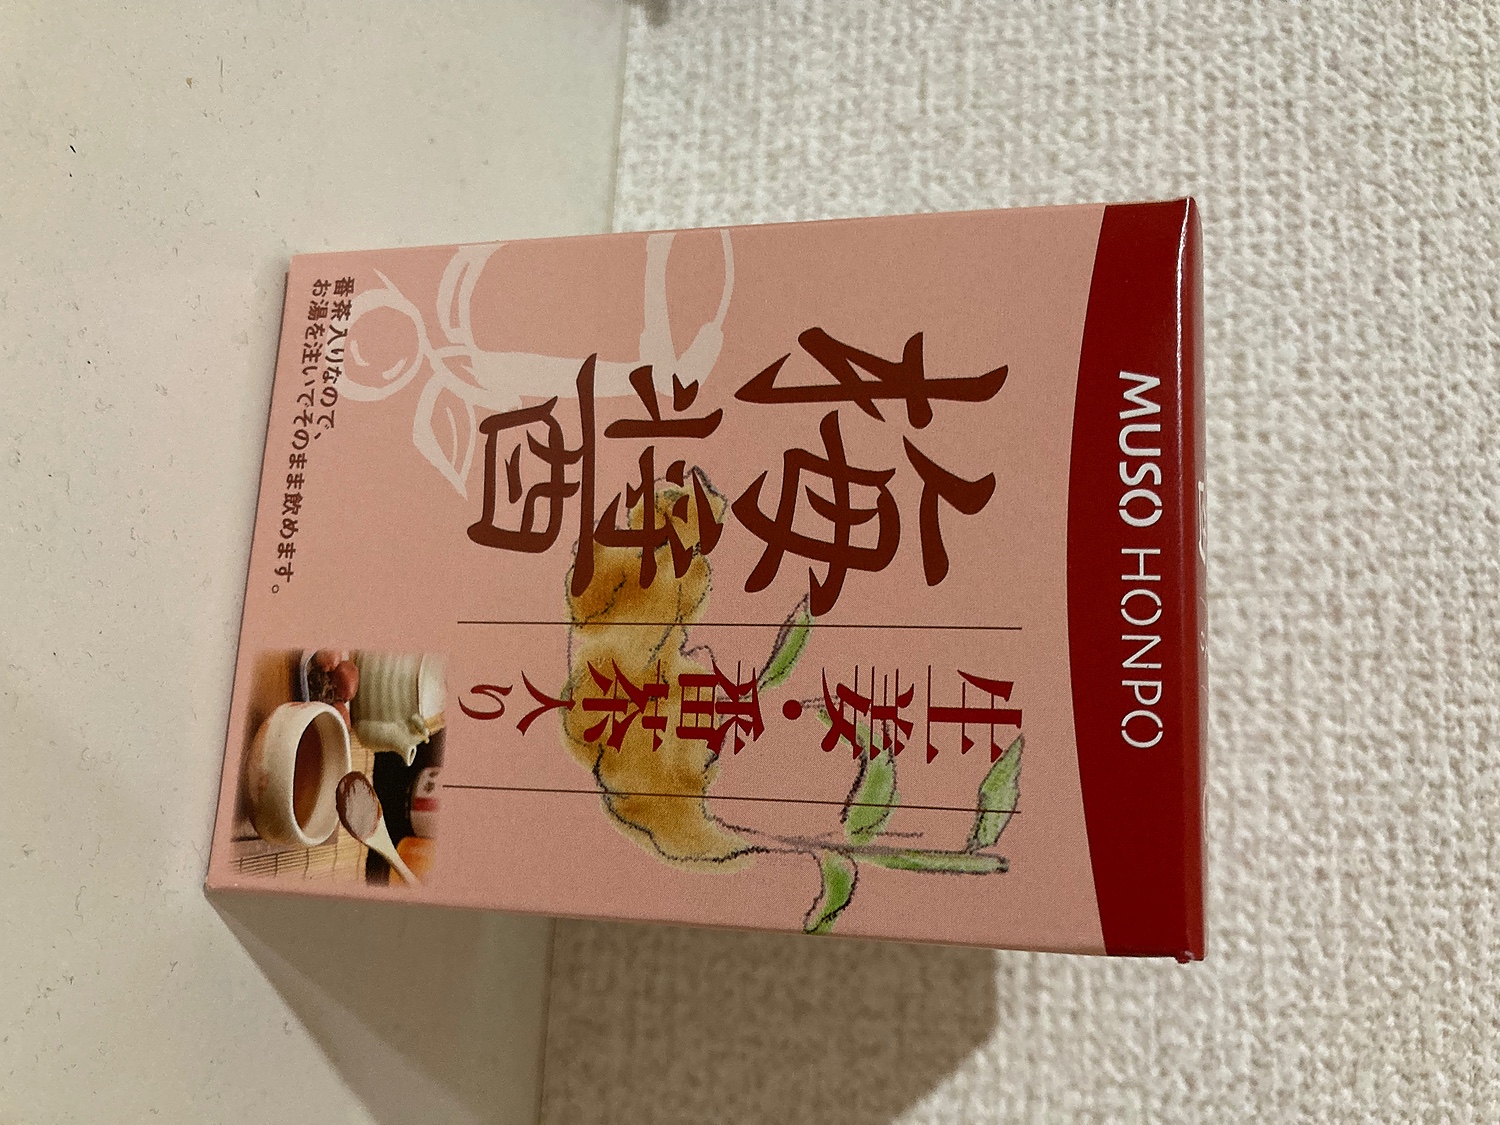 MUSO HONPO
梅醤
生姜・番茶入り
番茶入りなので、
お湯を注いでそのまま飲めます。